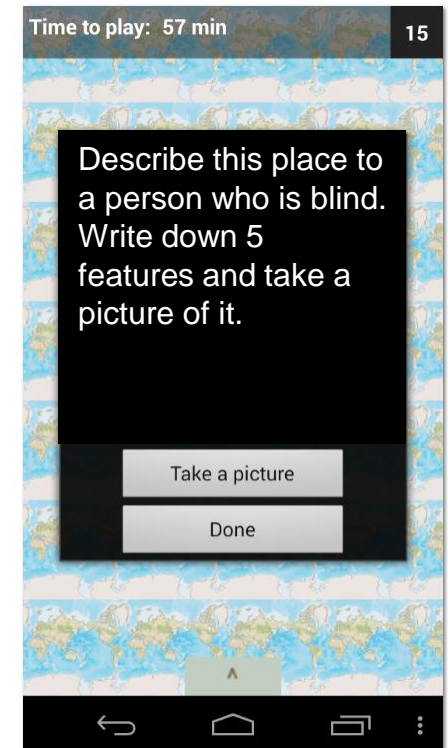 Time to play: 57 min
15
Describe this place to
a person who is blind.
Write down 5
features and take a
picture of it.
Take a picture
Done